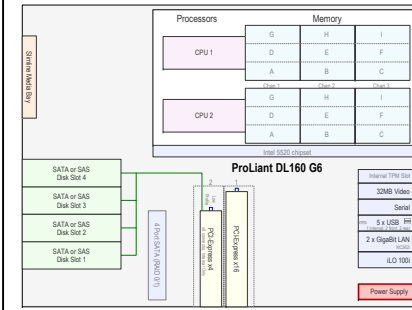 Processors
Memory
G H I
CPU 1
D E F
A B C
Chan 1 Chan 2 Chan 3
G H I
CPU 2
D E F
A B C
Intel 5520 chipset
ProLiant DL160 G6
Slimline Media Bay
SATA or SAS
Disk Slot 4
SATA or SAS
Disk Slot 3
SATA or SAS
Disk Slot 2
SATA or SAS
Disk Slot 1
4 Port SATA (RAID 0/1)
2
1
PCI-Express x4
PCI-Express x16
Internal TPM Slot
32MB Video
Serial
5 x USB
2 x GigaBit LAN
iLO 100i
Power Supply